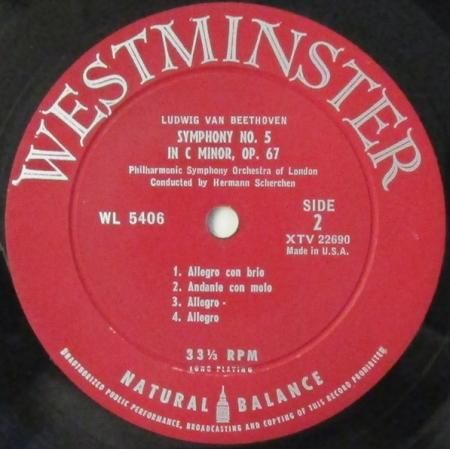 WESTMINSTER
LUDWIG VAN BEETHOVEN
SYMPHONY NO. 5
IN C MINOR, OP. 67
Philharmonic Symphony Orchestra of London
Conducted by Hermann Scherchen
WL 5406
SIDE
2
XTV 22690
Made in U.S.A.
1. Allegro con brio
2. Andante con moto
3. Allegro -
4. Allegro
33⅓ RPM
LONG PLAYING
NATURAL BALANCE
UNAUTHORIZED PUBLIC PERFORMANCE, BROADCASTING AND COPYING OF THIS RECORD PROHIBITED